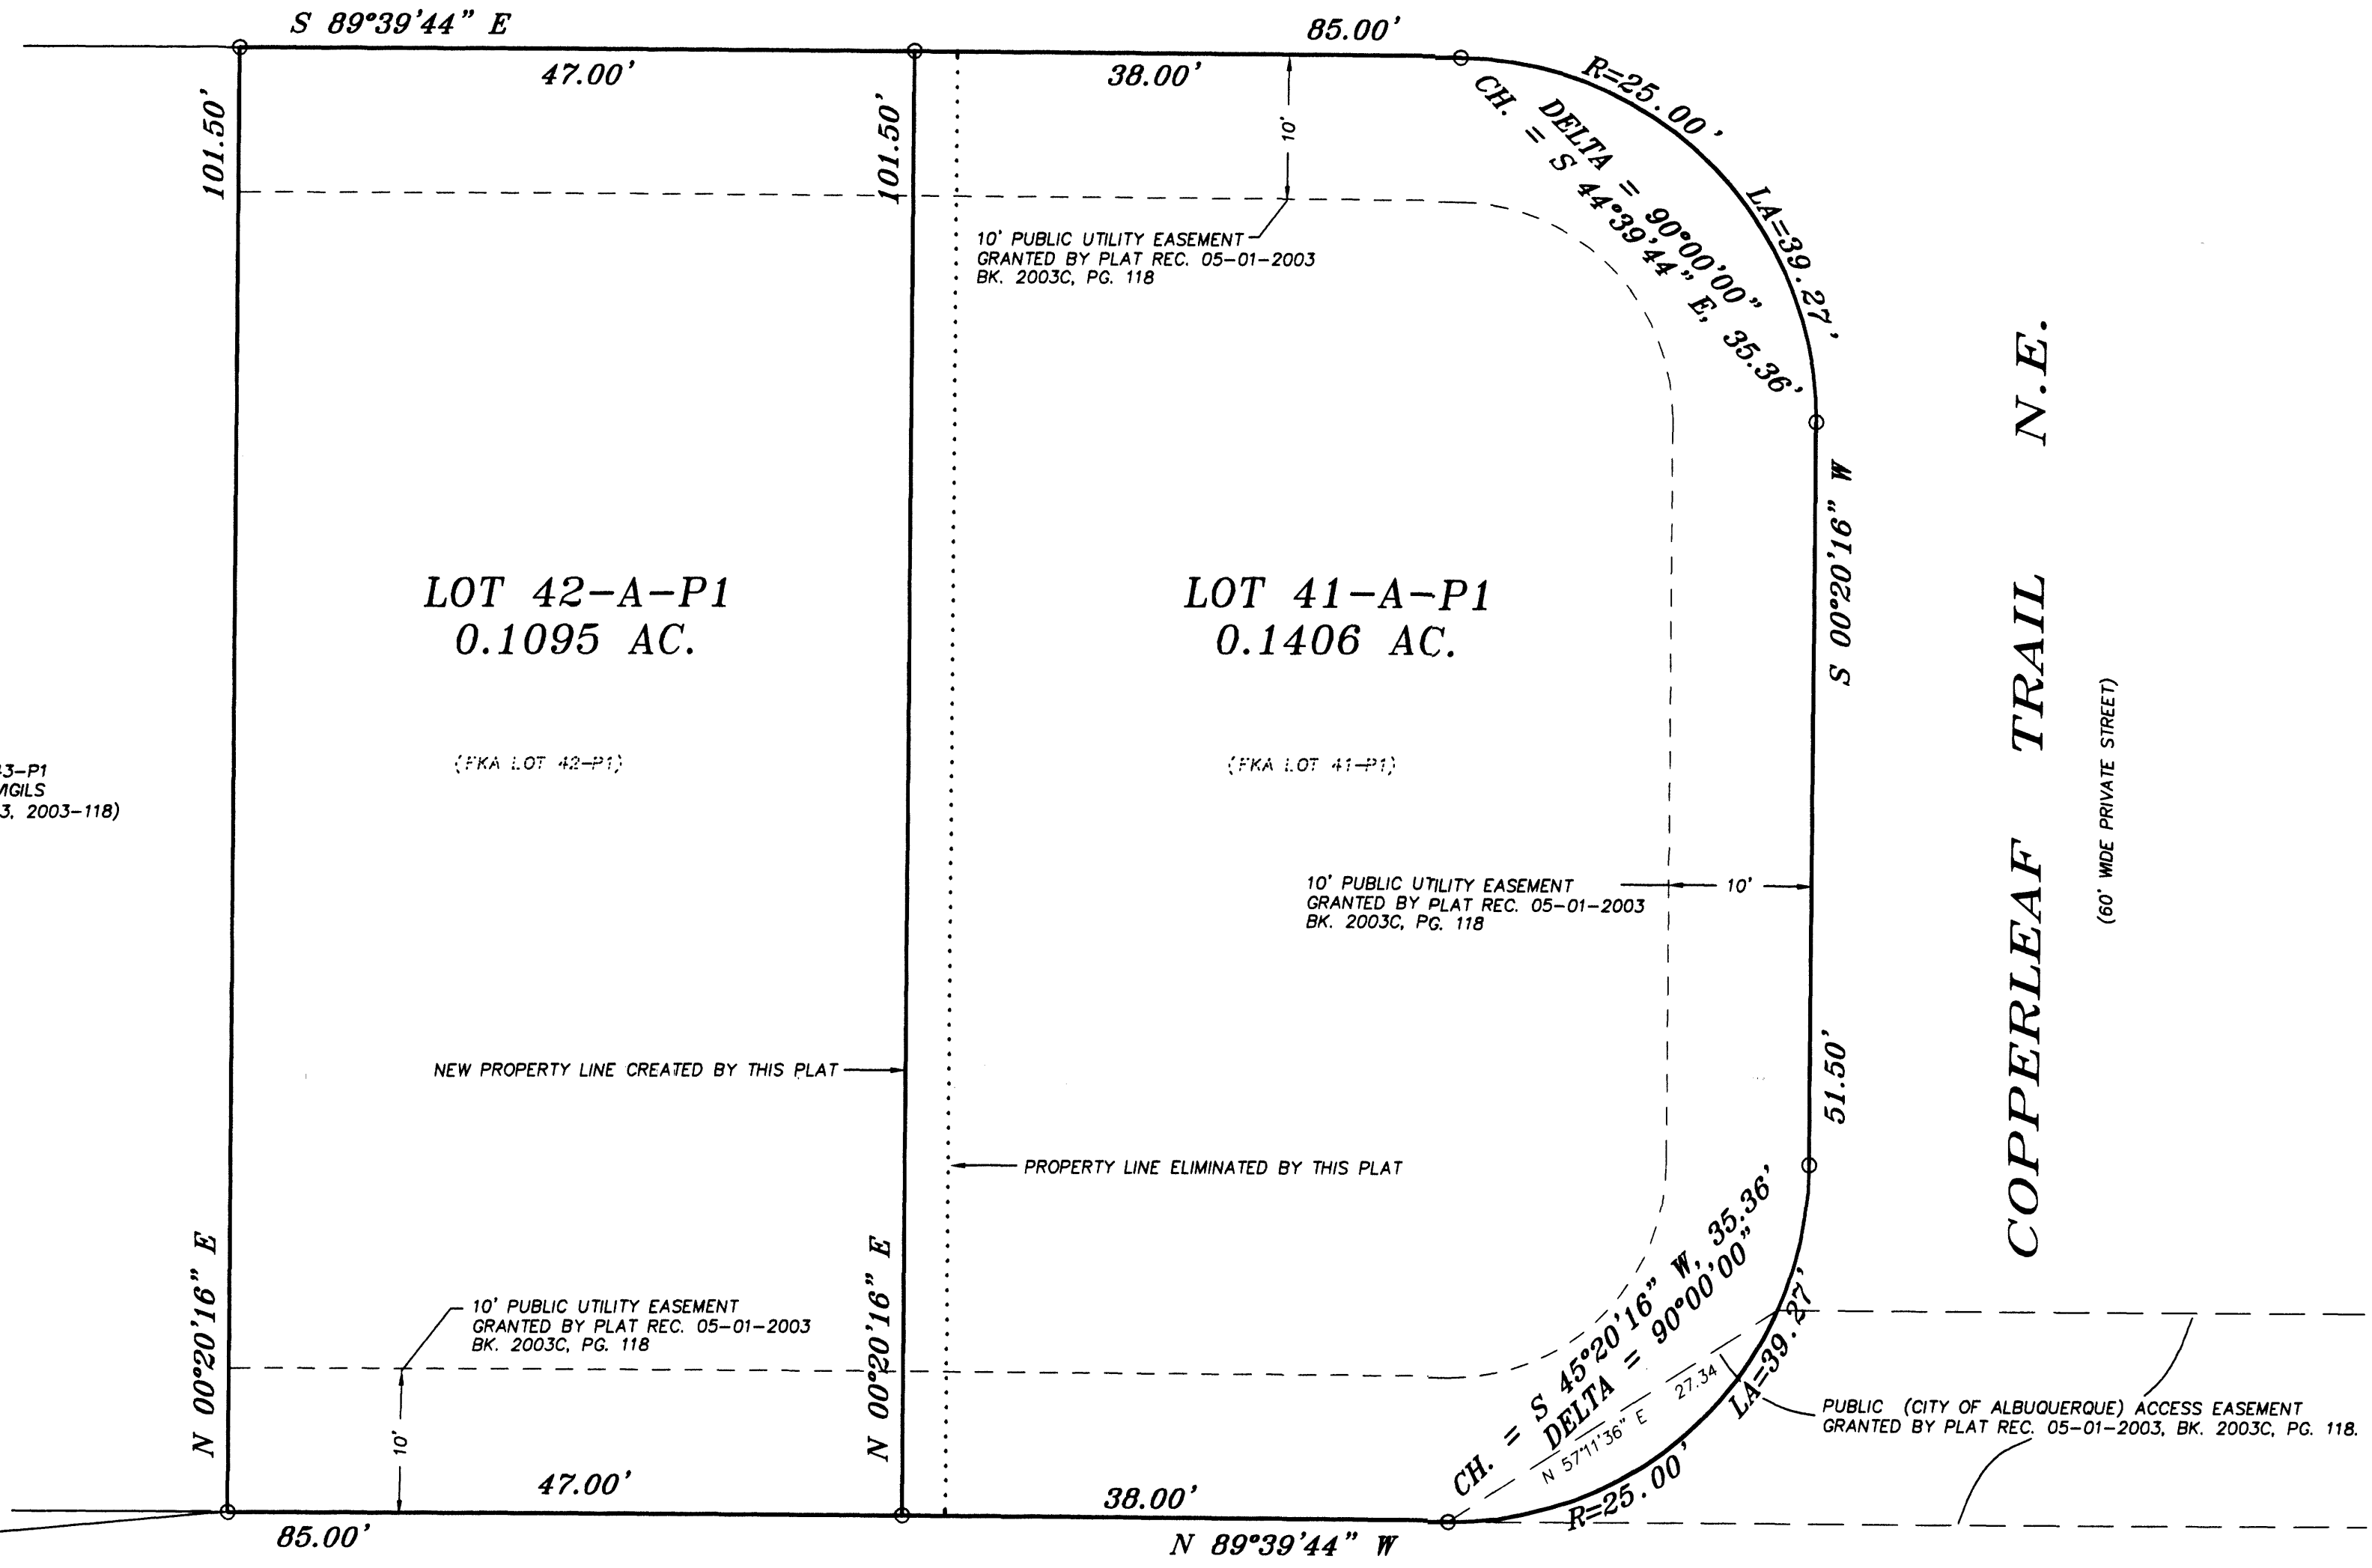 S 89°39'44" E
85.00'
47.00'
38.00'
101.50'
101.50'
10'
R=25.00'
DELTA = 90°00'00"
CH. = S 44°39'44" E, 35.36'
LA=39.27'
10' PUBLIC UTILITY EASEMENT
GRANTED BY PLAT REC. 05-01-2003
BK. 2003C, PG. 118
S 00°20'16" W
COPPERLEAF TRAIL N.E.
(60' WIDE PRIVATE STREET)
LOT 42-A-P1
0.1095 AC.
LOT 41-A-P1
0.1406 AC.
(FKA LOT 42-P1)
(FKA LOT 41-P1)
3-P1
VIGILS
3, 2003-118)
10' PUBLIC UTILITY EASEMENT
GRANTED BY PLAT REC. 05-01-2003
BK. 2003C, PG. 118
10'
NEW PROPERTY LINE CREATED BY THIS PLAT
51.50'
PROPERTY LINE ELIMINATED BY THIS PLAT
N 00°20'16" E
N 00°20'16" E
10' PUBLIC UTILITY EASEMENT
GRANTED BY PLAT REC. 05-01-2003
BK. 2003C, PG. 118
10'
CH. = S 45°20'16" W, 35.36'
DELTA = 90°00'00"
N 57°11'36" E 27.34
LA=39.27'
R=25.00'
PUBLIC (CITY OF ALBUQUERQUE) ACCESS EASEMENT
GRANTED BY PLAT REC. 05-01-2003, BK. 2003C, PG. 118.
47.00'
38.00'
85.00'
N 89°39'44" W